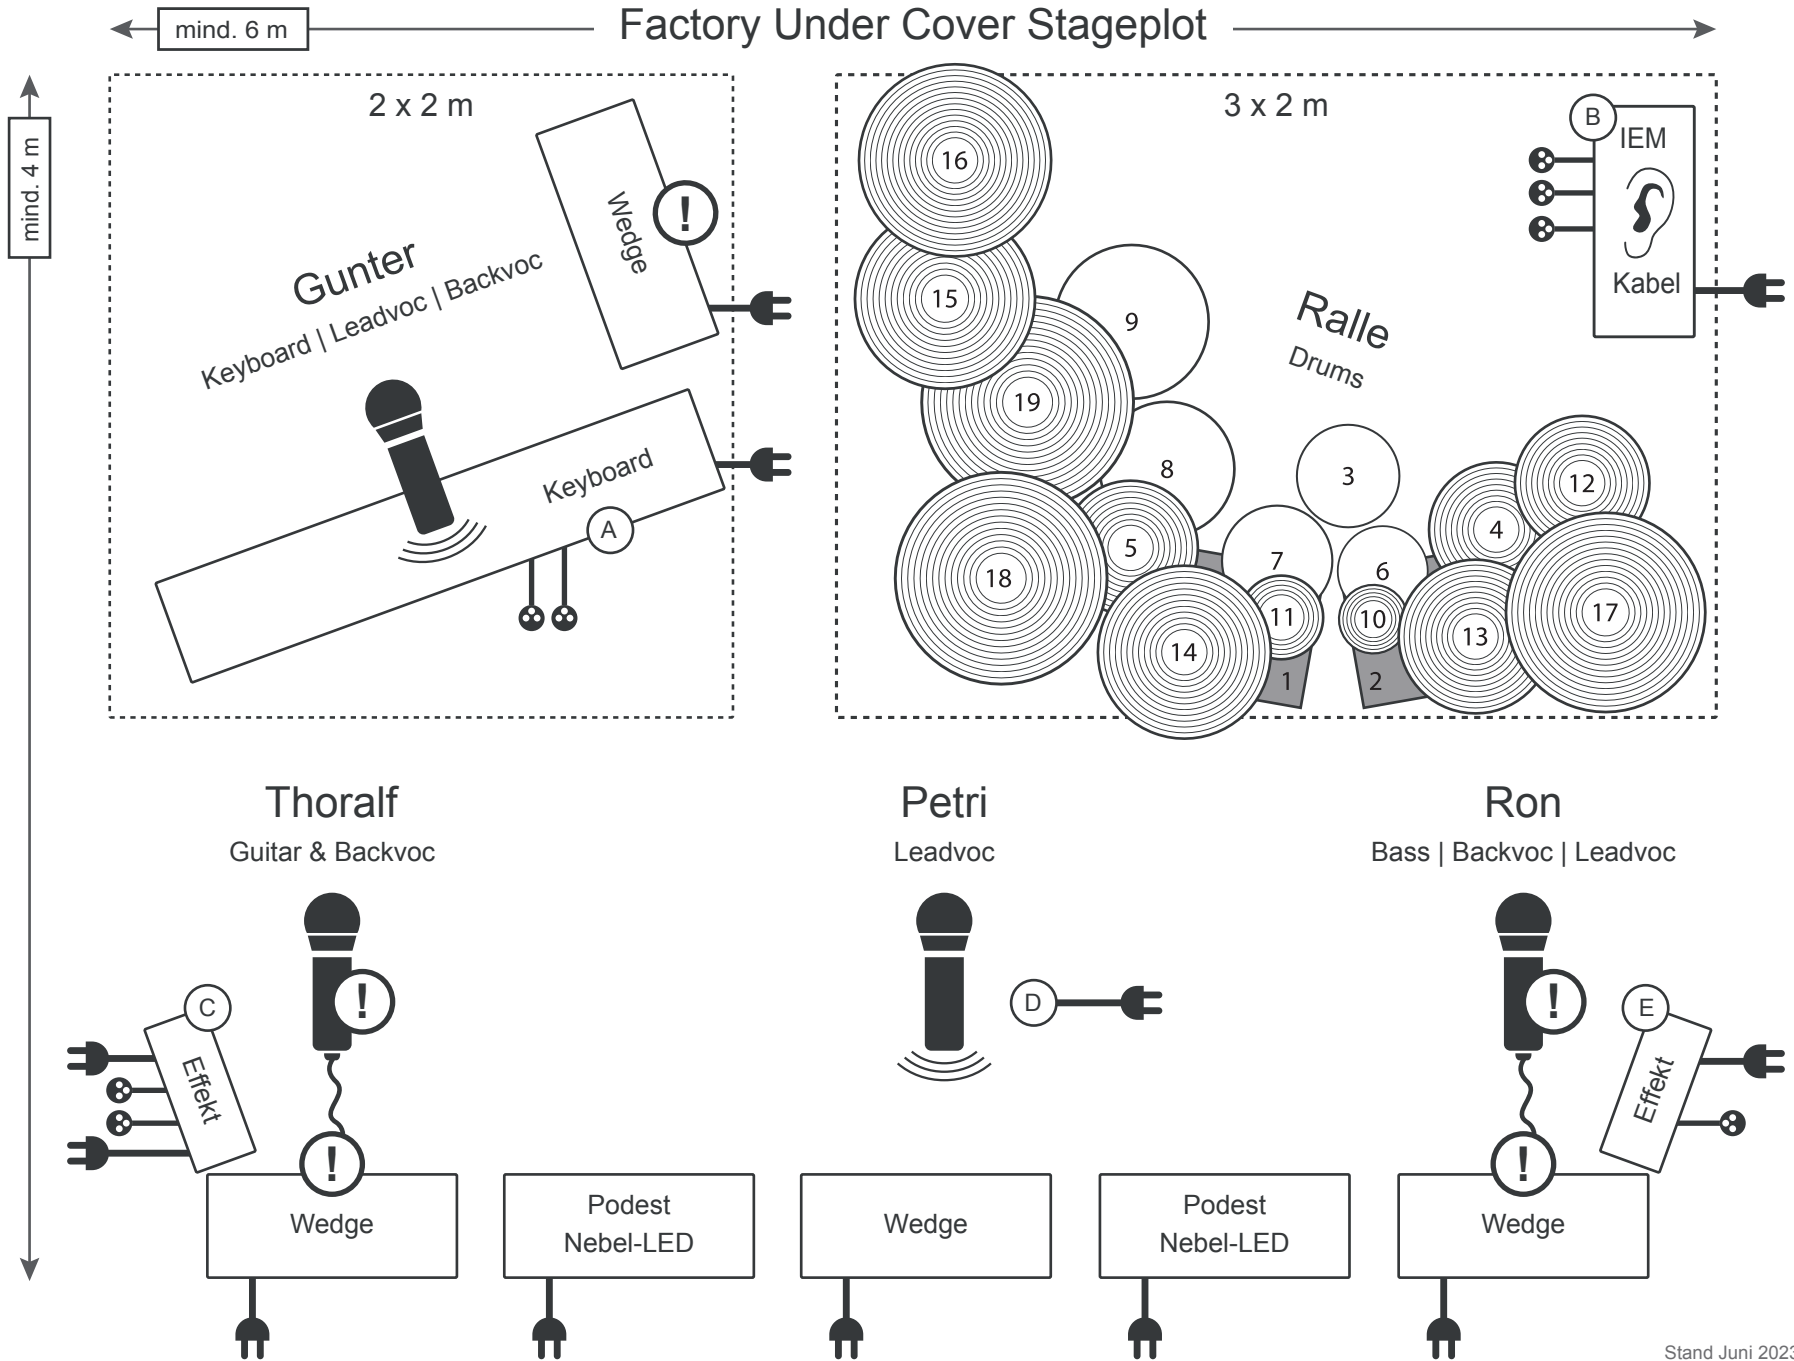 Factory Under Cover Stageplot
mind. 6 m
mind. 4 m
2 x 2 m
Wedge
!
Gunter
Keyboard | Leadvoc | Backvoc
Keyboard
A
3 x 2 m
B
IEM
Kabel
Ralle
Drums
16
15
9
19
8
3
12
4
5
7
6
18
11
10
17
14
13
1
2
Thoralf
Guitar & Backvoc
!
C
Effekt
!
Wedge
Podest
Nebel-LED
Petri
Leadvoc
D
Wedge
Podest
Nebel-LED
Ron
Bass | Backvoc | Leadvoc
!
E
Effekt
!
Wedge
Stand Juni 2023